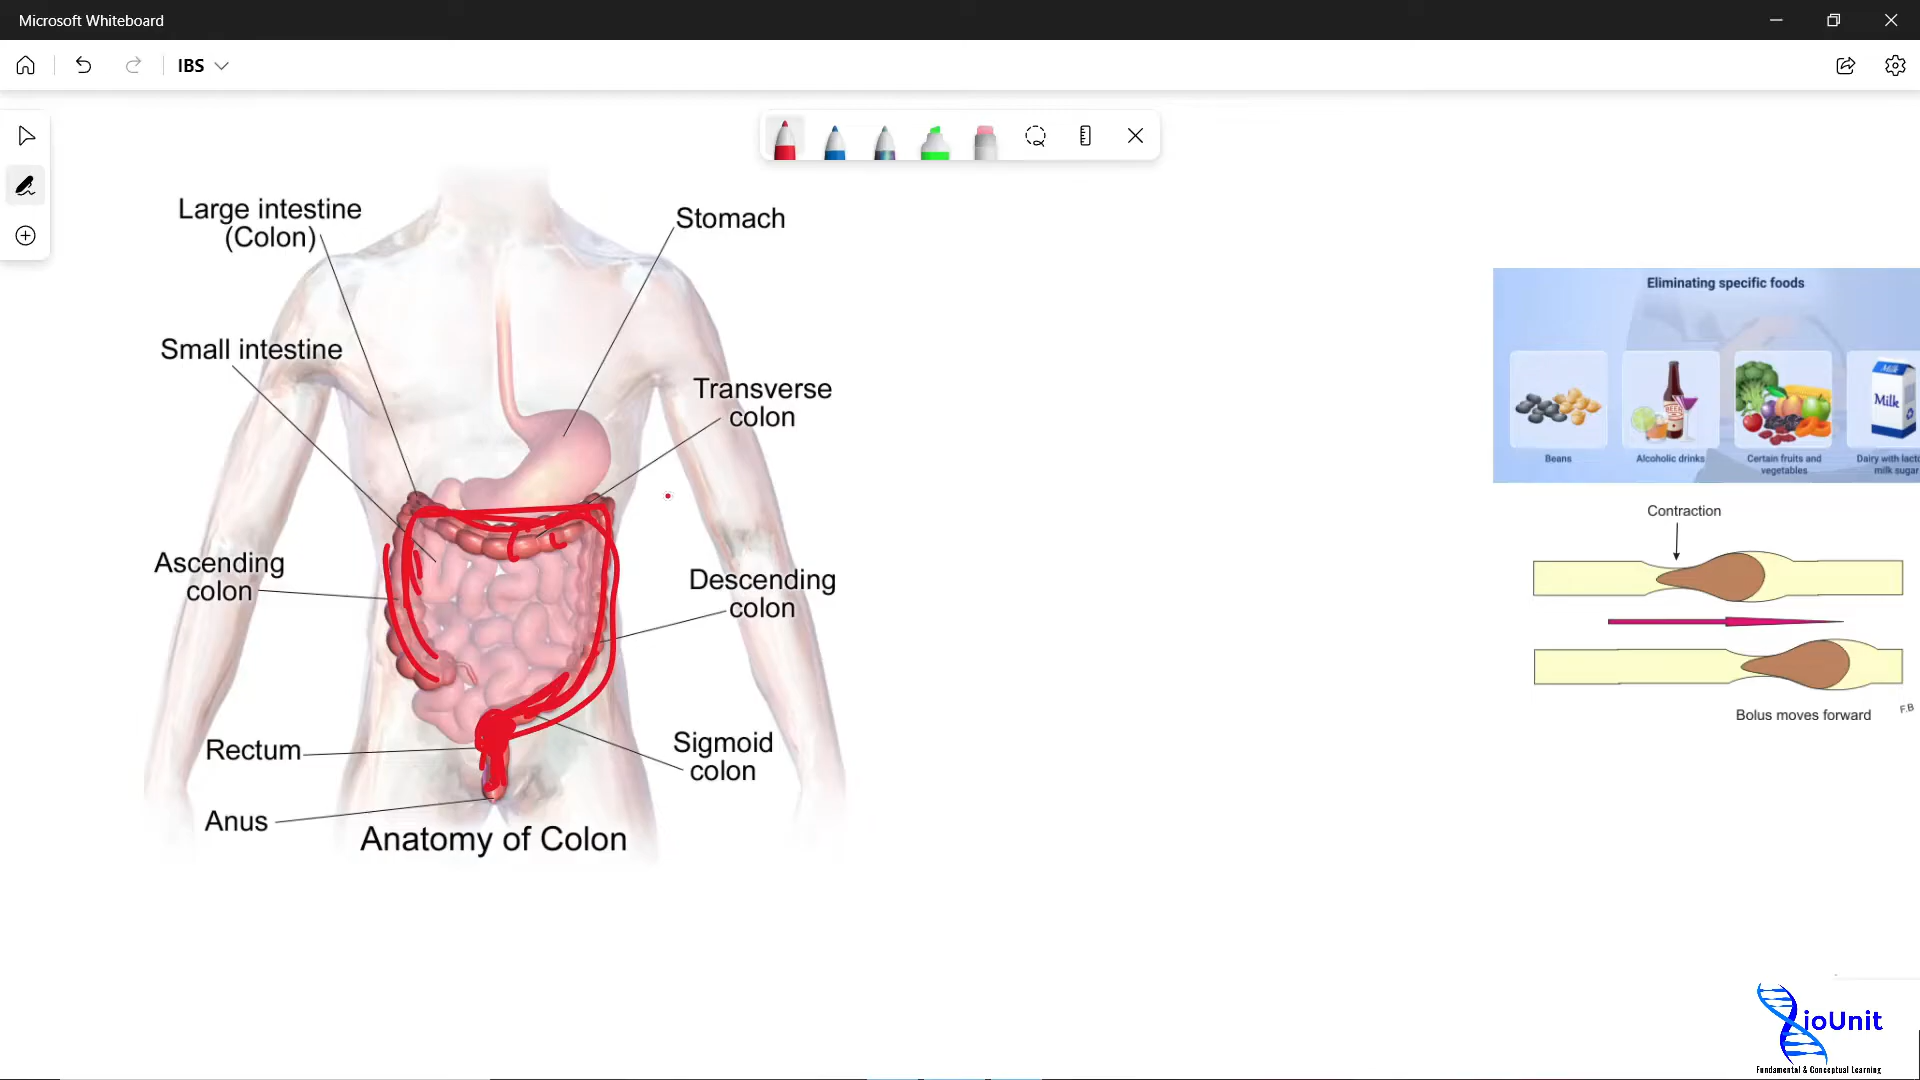 Microsoft Whiteboard
IBS
Large intestine
(Colon)
Stomach
Small intestine
Transverse
colon
Ascending
colon
Descending
colon
Rectum
Sigmoid
colon
Anus
Anatomy of Colon
Eliminating specific foods
BEER
Milk
Milk
Beans
Alcoholic drinks
Certain fruits and
vegetables
Dairy with lacto
milk sugar
Contraction
Bolus moves forward
F.B
ioUnit
Fundamental & Conceptual Learning